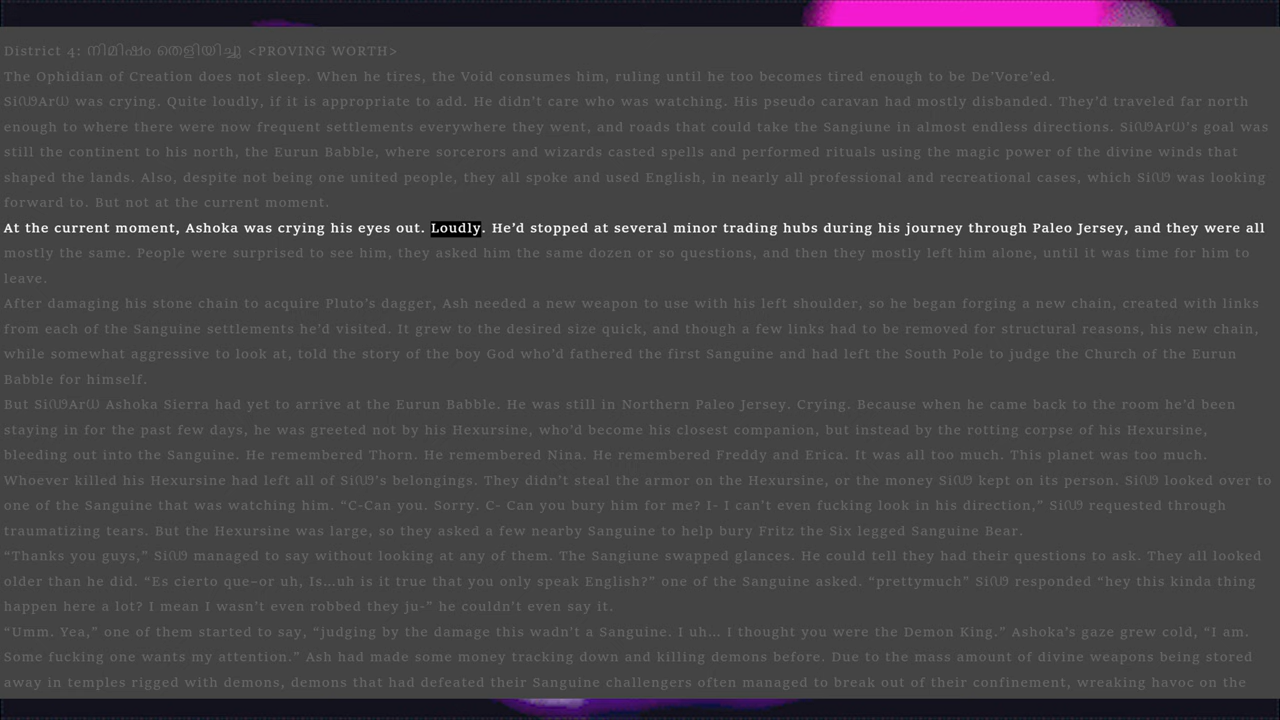 District 4: നിമിഷം തെളിയിച്ചു <PROVING WORTH>
The Ophidian of Creation does not sleep. When he tires, the Void consumes him, ruling until he too becomes tired enough to be De’Vore’ed.
Siſ was crying. Quite loudly, if it is appropriate to add. He didn’t care who was watching. His pseudo caravan had mostly disbanded. They’d traveled far north
enough to where there were now frequent settlements everywhere they went, and roads that could take the Sangiune in almost endless directions. goal was
still the continent to his north, the Eurun Babble, where sorcerors and wizards casted spells and performed rituals using the magic power of the divine winds that
shaped the lands. Also, despite not being one united people, they all spoke and used English, in nearly all professional and recreational cases, which was looking
forward to. But not at the current moment.
At the current moment, Ashoka was crying his eyes out. Loudly. He’d stopped at several minor trading hubs during his journey through Paleo Jersey, and they were all
mostly the same. People were surprised to see him, they asked him the same dozen or so questions, and then they mostly left him alone, until it was time for him to
leave.
After damaging his stone chain to acquire Pluto’s dagger, Ash needed a new weapon to use with his left shoulder, so he began forging a new chain, created with links
from each of the Sanguine settlements he’d visited. It grew to the desired size quick, and though a few links had to be removed for structural reasons, his new chain,
while somewhat aggressive to look at, told the story of the boy God who’d fathered the first Sanguine and had left the South Pole to judge the Church of the Eurun
Babble for himself.
But Ashoka Sierra had yet to arrive at the Eurun Babble. He was still in Northern Paleo Jersey. Crying. Because when he came back to the room he’d been
staying in for the past few days, he was greeted not by his Hexursine, who’d become his closest companion, but instead by the rotting corpse of his Hexursine,
bleeding out into the Sanguine. He remembered Thorn. He remembered Nina. He remembered Freddy and Erica. It was all too much. This planet was too much.
Whoever killed his Hexursine had left all of belongings. They didn’t steal the armor on the Hexursine, or the money kept on its person. looked over to
one of the Sanguine that was watching him. “C-Can you. Sorry. C- Can you bury him for me? I- I can’t even fucking look in his direction,” requested through
traumatizing tears. But the Hexursine was large, so they asked a few nearby Sanguine to help bury Fritz the Six legged Sanguine Bear.
“Thanks you guys,” managed to say without looking at any of them. The Sangiune swapped glances. He could tell they had their questions to ask. They all looked
older than he did. “Es cierto que-or uh, Is…uh is it true that you only speak English?” one of the Sanguine asked. “prettymuch” responded “hey this kinda thing
happen here a lot? I mean I wasn’t even robbed they ju-” he couldn’t even say it.
“Umm. Yea,” one of them started to say, “judging by the damage this wadn’t a Sanguine. I uh… I thought you were the Demon King.” Ashoka’s gaze grew cold, “I am.
Some fucking one wants my attention.” Ash had made some money tracking down and killing demons before. Due to the mass amount of divine weapons being stored
away in temples rigged with demons, demons that had defeated their Sanguine challengers often managed to break out of their confinement, wreaking havoc on the